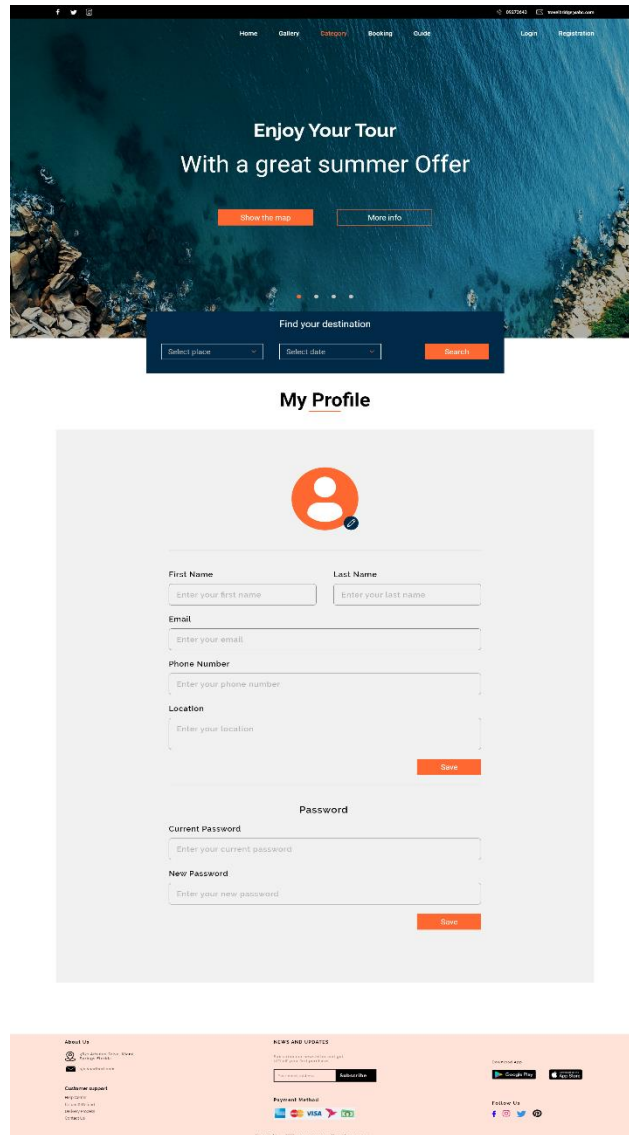 Home Gallery Category Booking Guide Login Registration
Enjoy Your Tour
With a great summer Offer
Show the map More info
Find your destination
Select place Select date Search
My Profile
First Name Last Name
Enter your first name Enter your last name
Email
Enter your email
Phone Number
Enter your phone number
Location
Enter your location
Save
Password
Current Password
Enter your current password
New Password
Enter your new password
Save
About Us NEWS AND UPDATES
Download App
Subscribe
Google Play App Store
Customer support
Payment Method
Follow Us
VISA
Contact Us